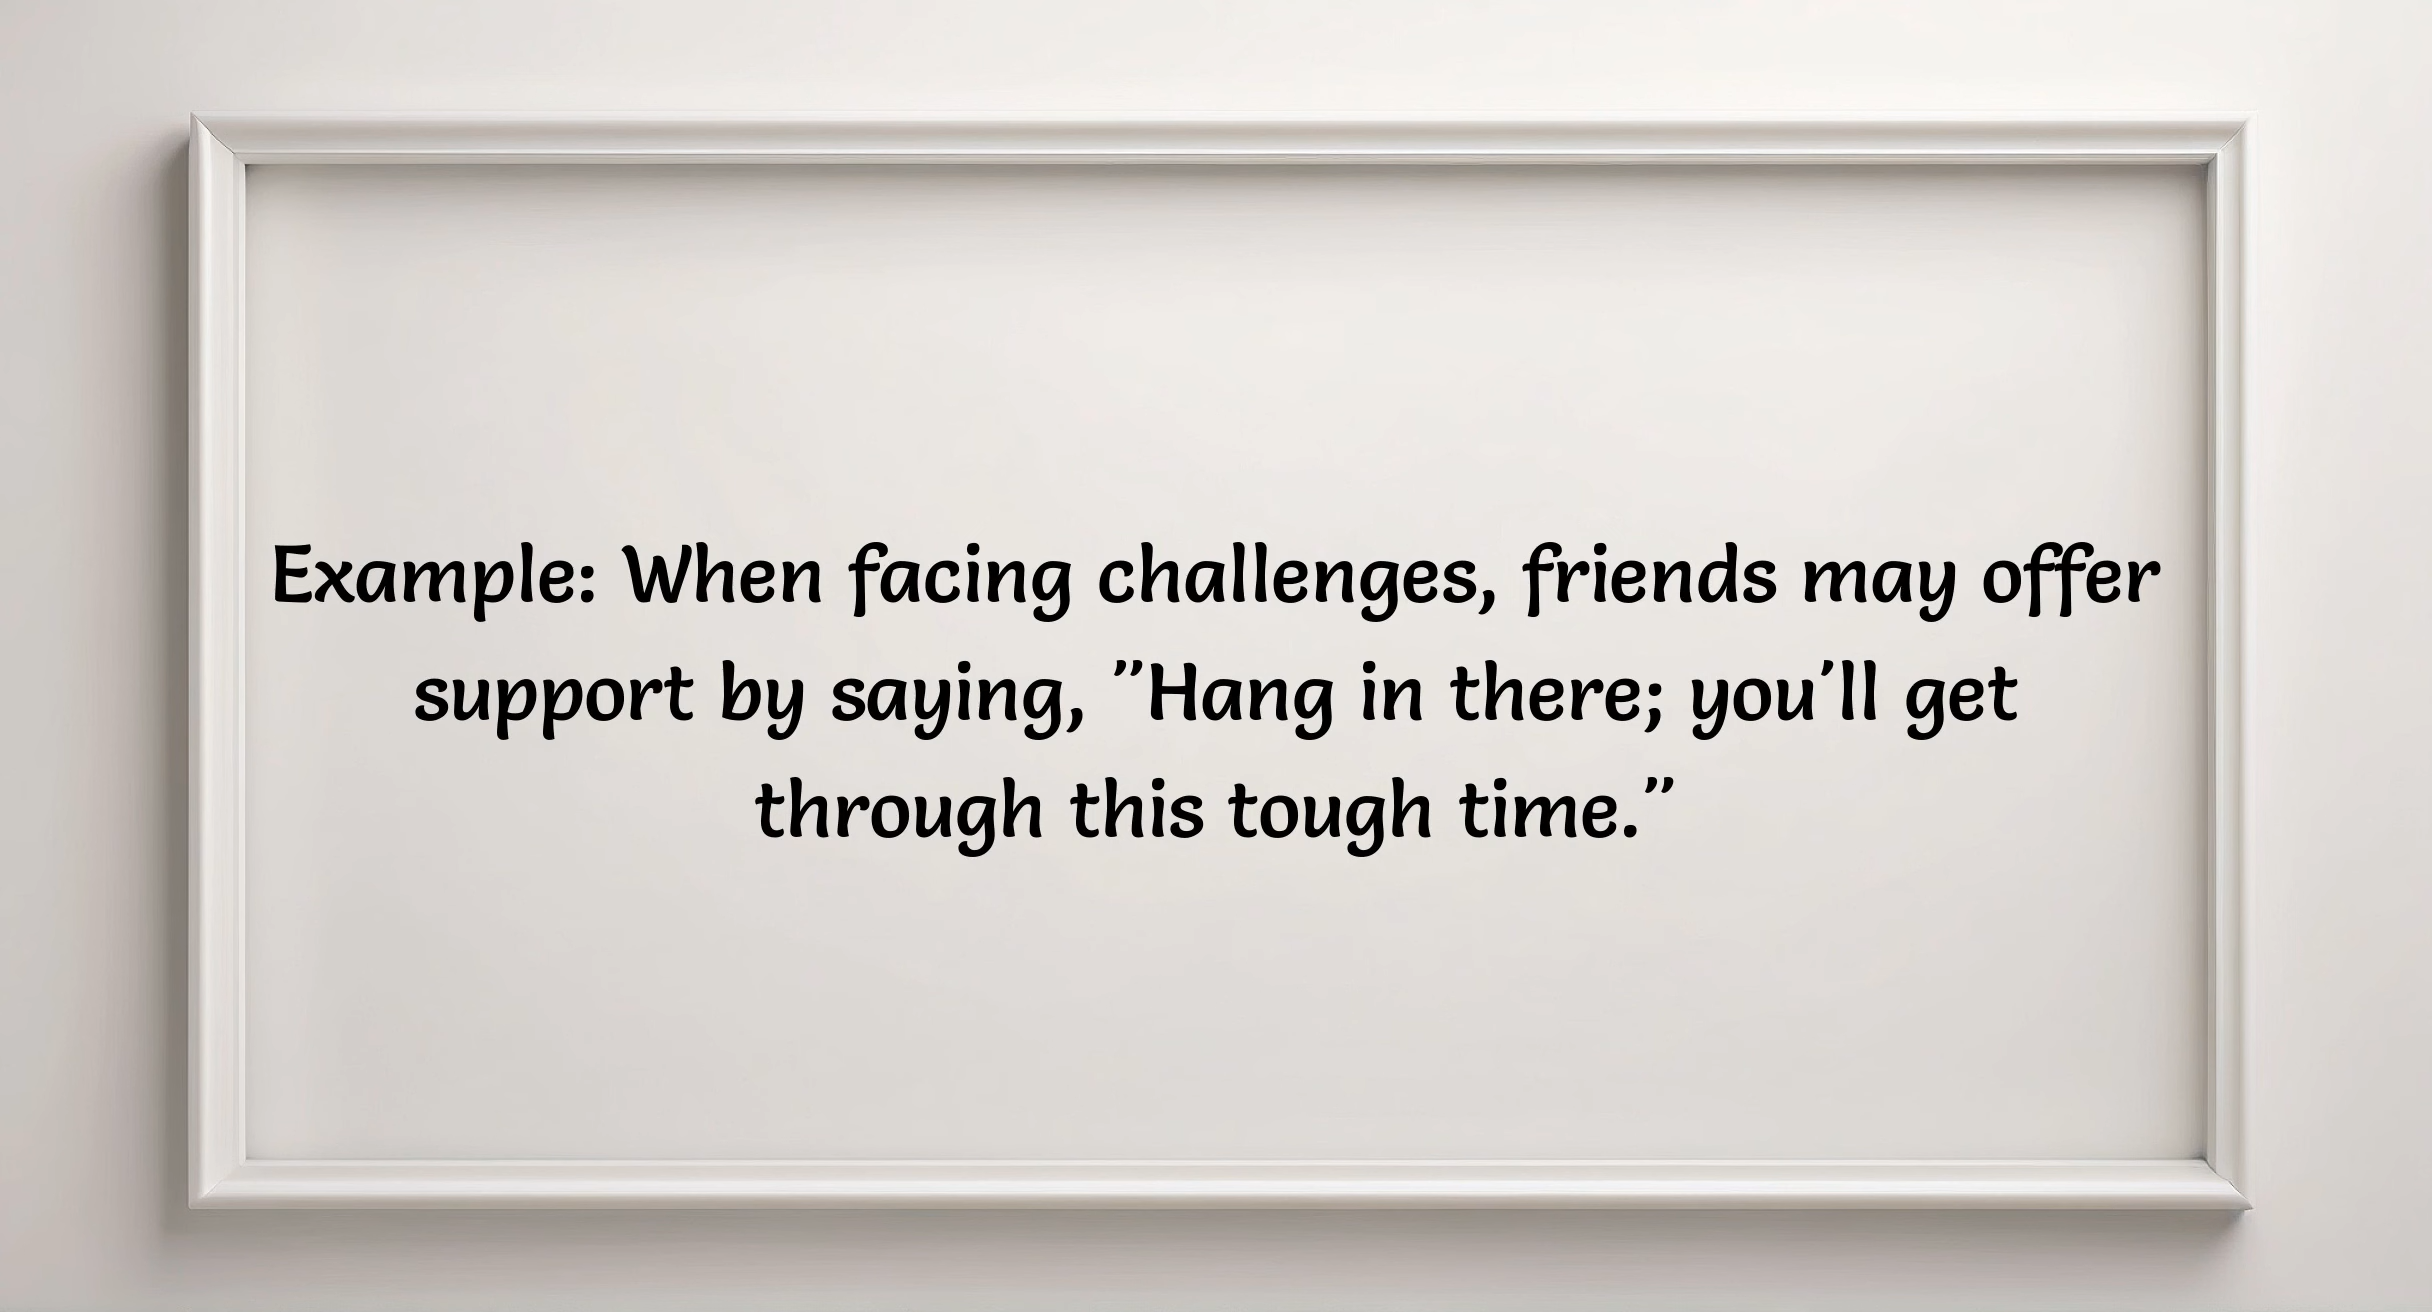 Example: When facing challenges, friends may offer
support by saying, "Hang in there; you'll get
through this tough time."